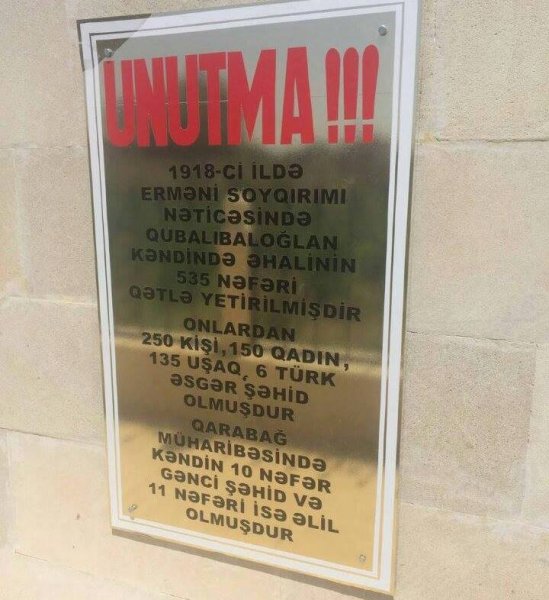 UNUTMA!!!
1918-Cİ İLDƏ
ERMƏNİ SOYQIRIMI
NƏTİCƏSİNDƏ
QUBALIBALOĞLAN
KƏNDİNDƏ ƏHALİNİN
535 NƏFƏRİ
QƏTLƏ YETİRİLMİŞDİR
ONLARDAN
250 KİŞİ, 150 QADIN,
135 UŞAQ, 6 TÜRK
ƏSGƏR ŞƏHİD
OLMUŞDUR
QARABAĞ
MÜHARİBƏSİNDƏ
KƏNDİN 10 NƏFƏR
GƏNCİ ŞƏHİD VƏ
11 NƏFƏRİ İSƏ ƏLİL
OLMUŞDUR